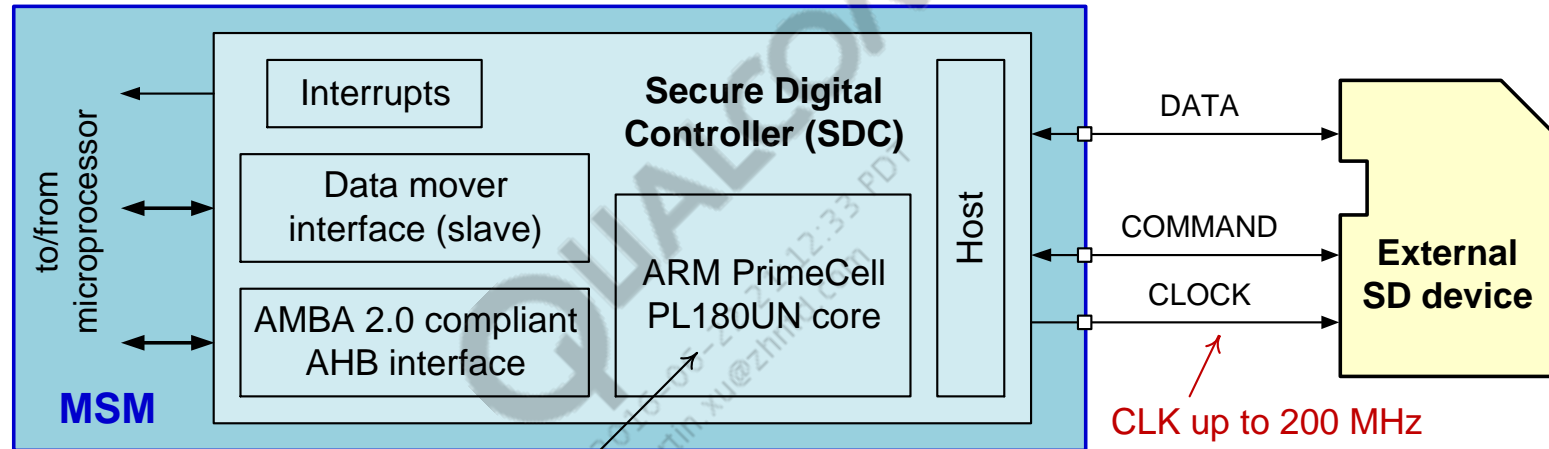 to/from
microprocessor
Interrupts
Data mover
interface (slave)
AMBA 2.0 compliant
AHB interface
MSM
Secure Digital
Controller (SDC)
ARM PrimeCell
PL180UN core
Host
DATA
COMMAND
CLOCK
CLK up to 200 MHz
External
SD device